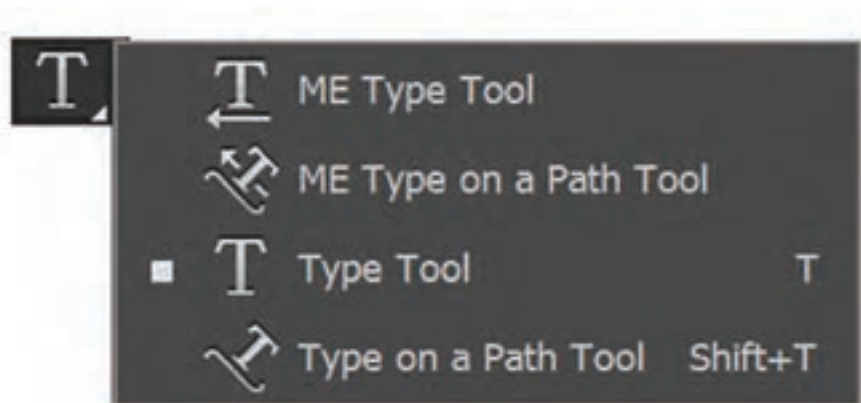 T
ME Type Tool
ME Type on a Path Tool
Type Tool T
Type on a Path Tool Shift+T